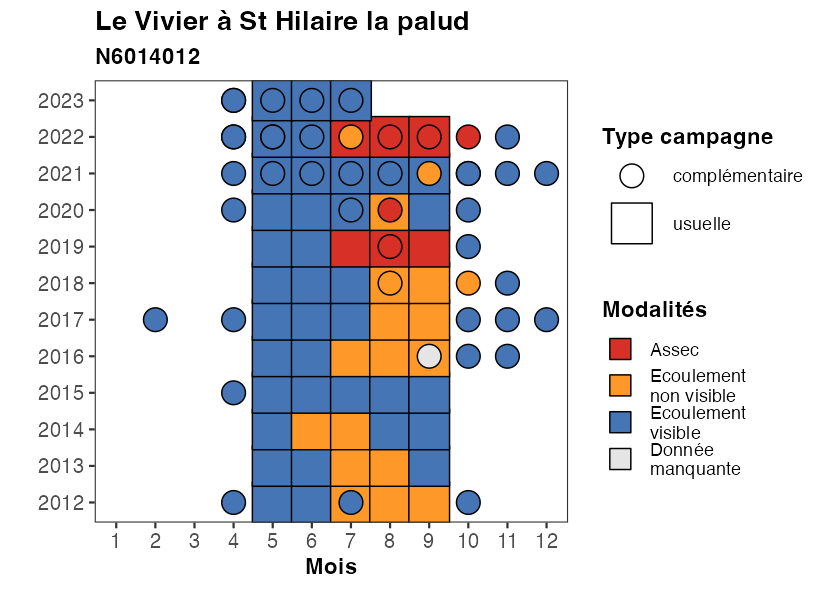 Le Vivier à St Hilaire la palud
N6014012
2023
2022
2021
2020
2019
2018
2017
2016
2015
2014
2013
2012
1 2 3 4 5 6 7 8 9 10 11 12
Mois
Type campagne
complémentaire
usuelle
Modalités
Assec
Ecoulement
non visible
Ecoulement
visible
Donnée
manquante